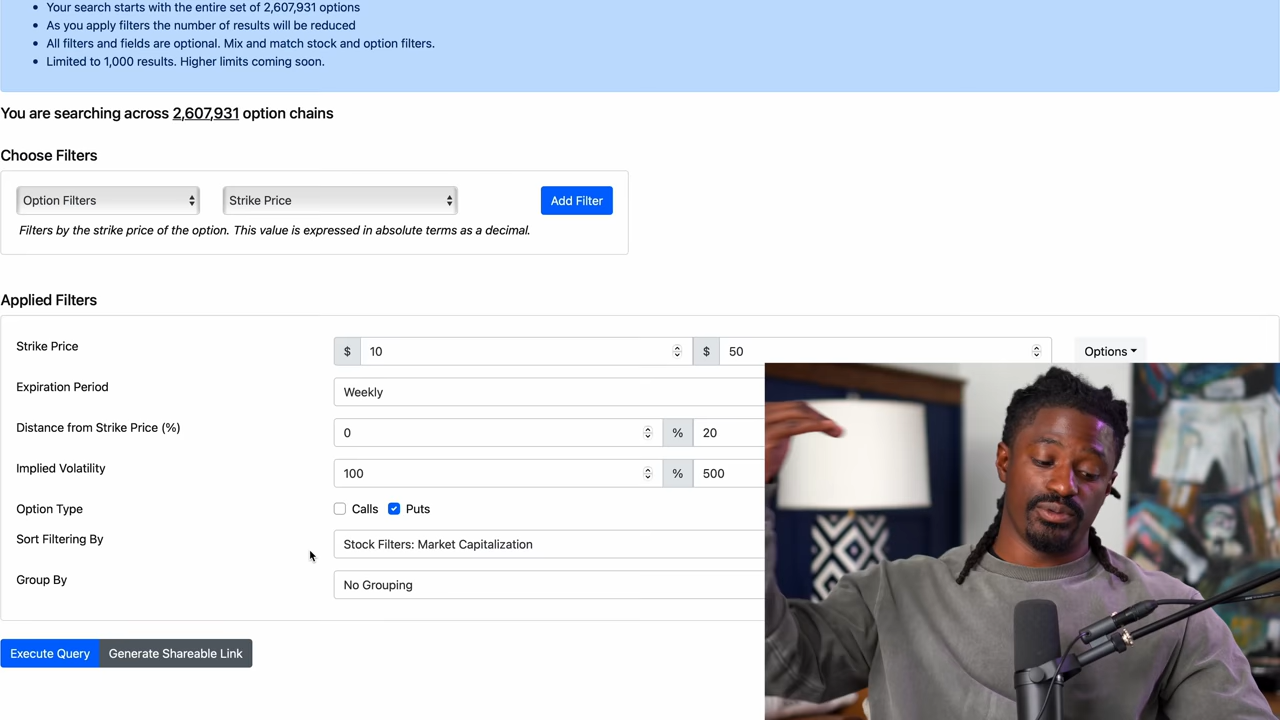 Your search starts with the entire set of 2,607,931 options
As you apply filters the number of results will be reduced
All filters and fields are optional. Mix and match stock and option filters.
Limited to 1,000 results. Higher limits coming soon.
You are searching across 2,607,931 option chains
Choose Filters
Option Filters Strike Price Add Filter
Filters by the strike price of the option. This value is expressed in absolute terms as a decimal.
Applied Filters
Strike Price $ 10 $ 50 Options
Expiration Period Weekly
Distance from Strike Price (%) 0 % 20
Implied Volatility 100 % 500
Option Type Calls Puts
Sort Filtering By Stock Filters: Market Capitalization
Group By No Grouping
Execute Query Generate Shareable Link